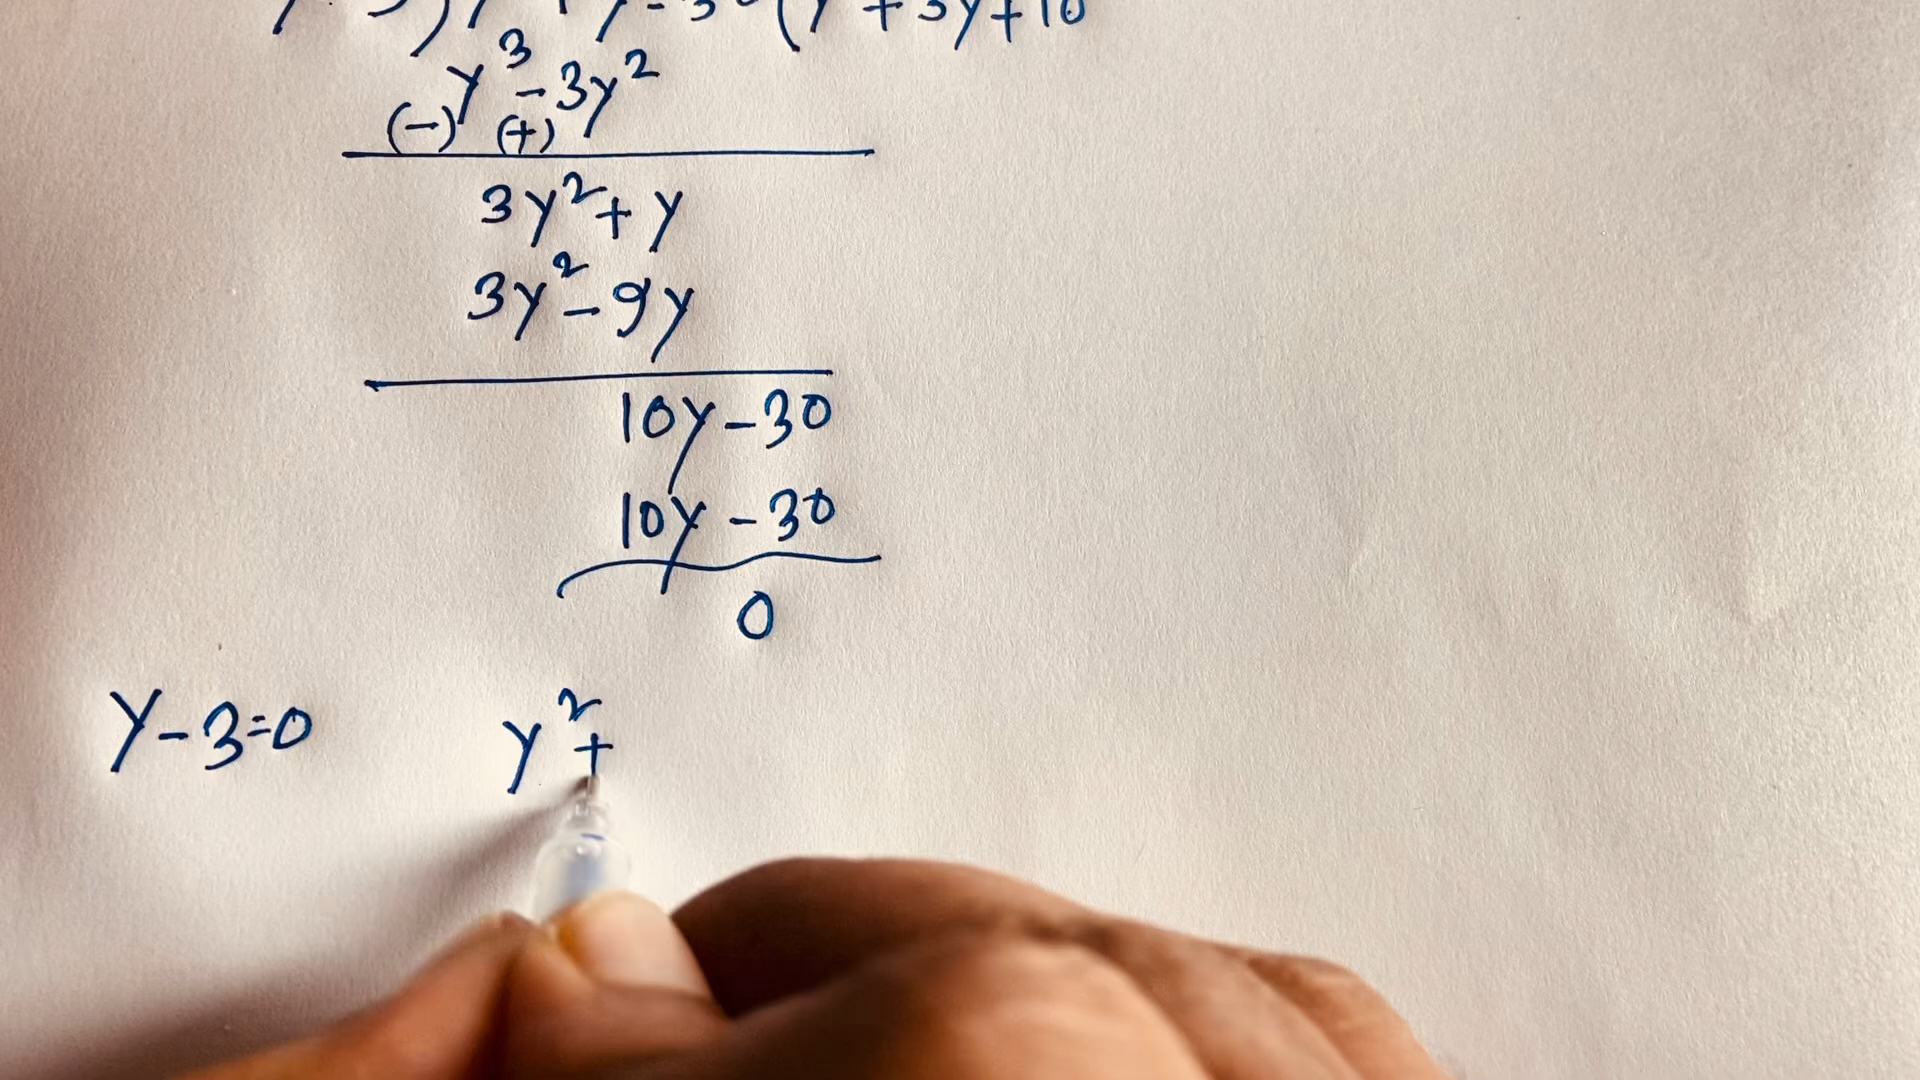 y³ - 3y²
(-) (+)
3y² + y
3y² - 9y
10y - 30
10y - 30
0
y - 3 = 0 y² +